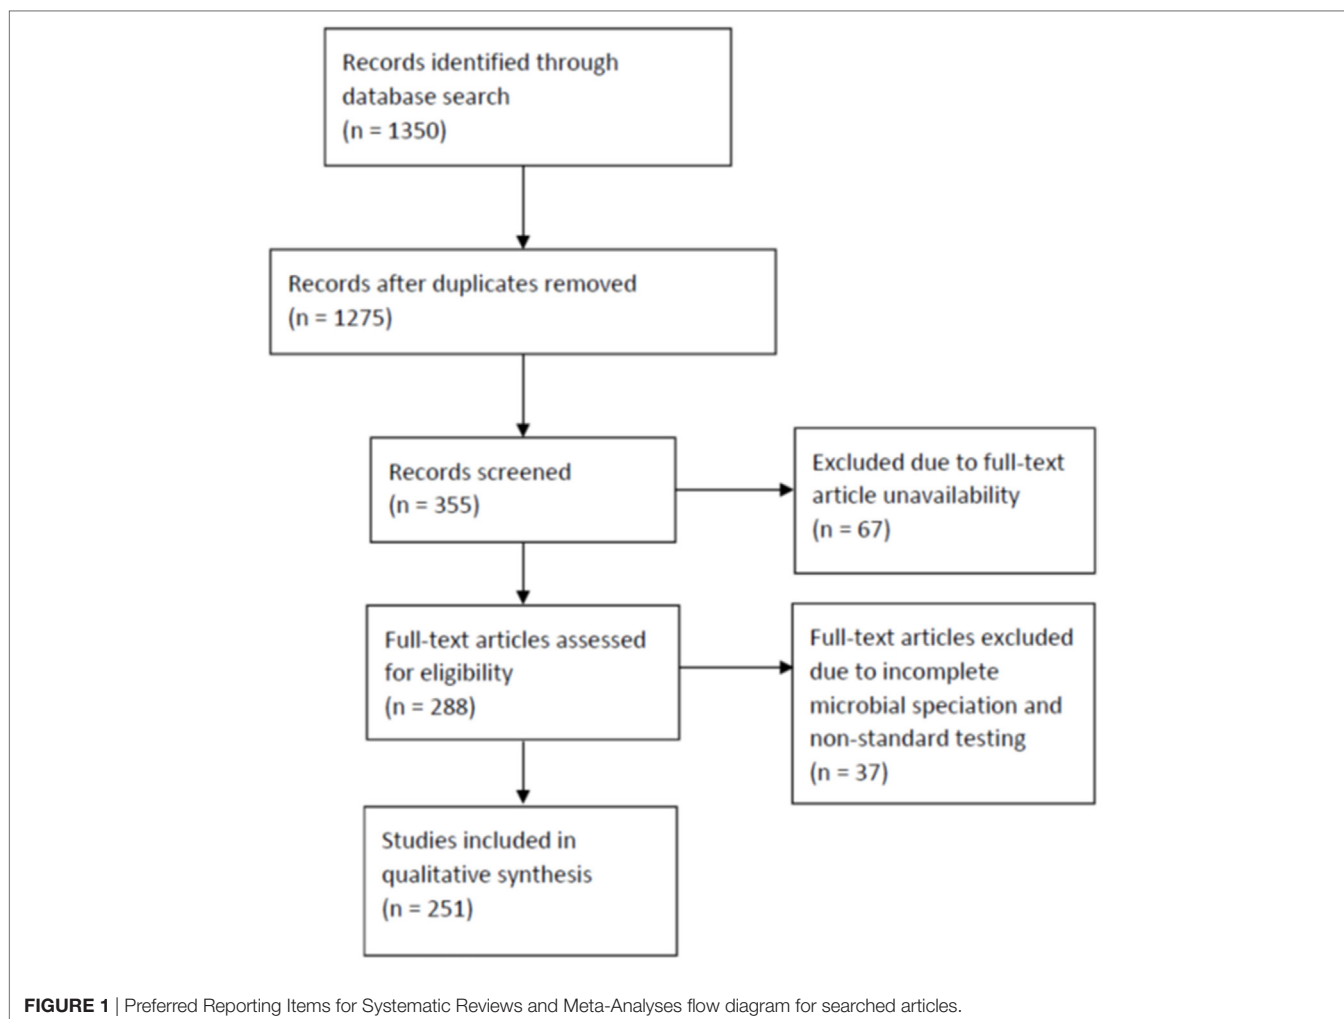 Records identified through
database search
(n = 1350)
Records after duplicates removed
(n = 1275)
Records screened
(n = 355)
Excluded due to full-text
article unavailability
(n = 67)
Full-text articles assessed
for eligibility
(n = 288)
Full-text articles excluded
due to incomplete
microbial speciation and
non-standard testing
(n = 37)
Studies included in
qualitative synthesis
(n = 251)
FIGURE 1 | Preferred Reporting Items for Systematic Reviews and Meta-Analyses flow diagram for searched articles.